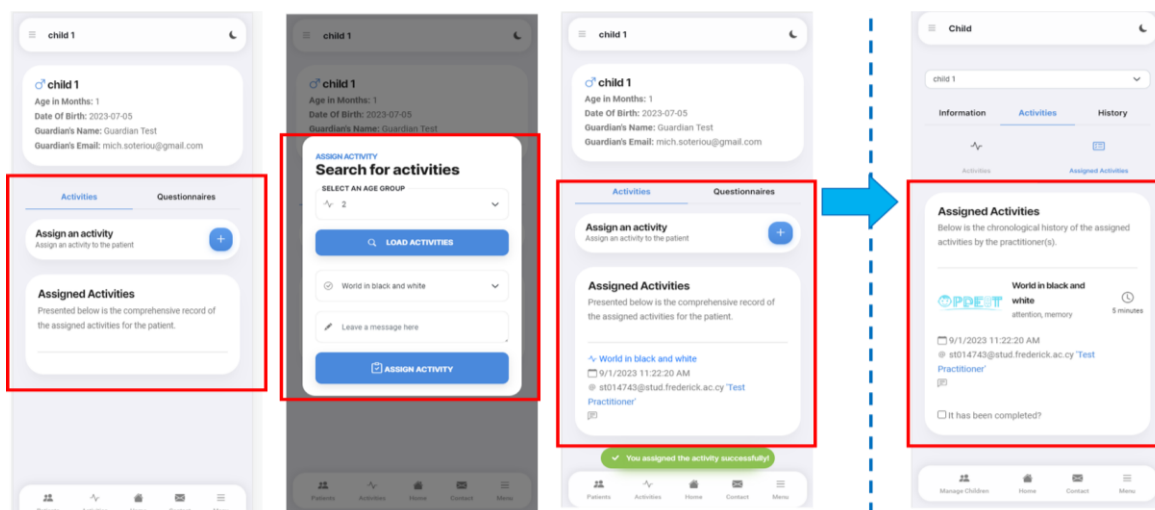 child 1
child 1
Age in Months: 1
Date Of Birth: 2023-07-05
Guardian's Name: Guardian Test
Guardian's Email: mich.soteriou@gmail.com
Activities
Questionnaires
Assign an activity
Assign an activity to the patient
Assigned Activities
Presented below is the comprehensive record of
the assigned activities for the patient.
Patients
Activities
Home
Contact
Menu
child 1
child 1
Age in Months: 1
Date Of Birth: 2023-07-05
Guardian's Name: Guardian Test
ASSIGN ACTIVITY
Search for activities
SELECT AN AGE GROUP
2
LOAD ACTIVITIES
World in black and white
Leave a message here
ASSIGN ACTIVITY
Patients
Activities
Home
Contact
Menu
child 1
child 1
Age in Months: 1
Date Of Birth: 2023-07-05
Guardian's Name: Guardian Test
Guardian's Email: mich.soteriou@gmail.com
Activities
Questionnaires
Assign an activity
Assign an activity to the patient
Assigned Activities
Presented below is the comprehensive record of
the assigned activities for the patient.
World in black and white
9/1/2023 11:22:20 AM
@ st014743@stud.frederick.ac.cy 'Test
Practitioner'
You assigned the activity successfully!
Patients
Activities
Home
Contact
Menu
Child
child 1
Information
Activities
History
Activities
Assigned Activities
Assigned Activities
Below is the chronological history of the assigned
activities by the practitioner(s).
World in black and
white
attention, memory
5 minutes
9/1/2023 11:22:20 AM
@ st014743@stud.frederick.ac.cy 'Test
Practitioner'
It has been completed?
Manage Children
Home
Contact
Menu